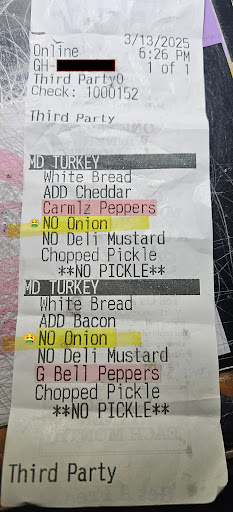 3/13/2025
Online 6:26 PM
GH- 1 of 1
Third Party0
Check: 1000152
Third Party
MD TURKEY
White Bread
ADD Cheddar
Carmlz Peppers
NO Onion
NO Deli Mustard
Chopped Pickle
**NO PICKLE**
MD TURKEY
White Bread
ADD Bacon
NO Onion
NO Deli Mustard
G Bell Peppers
Chopped Pickle
**NO PICKLE**
Third Party